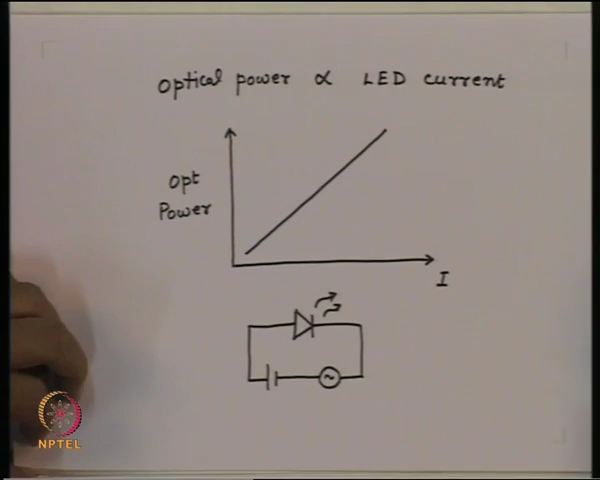 Optical power ∝ LED current
Opt
Power
I
~
NPTEL